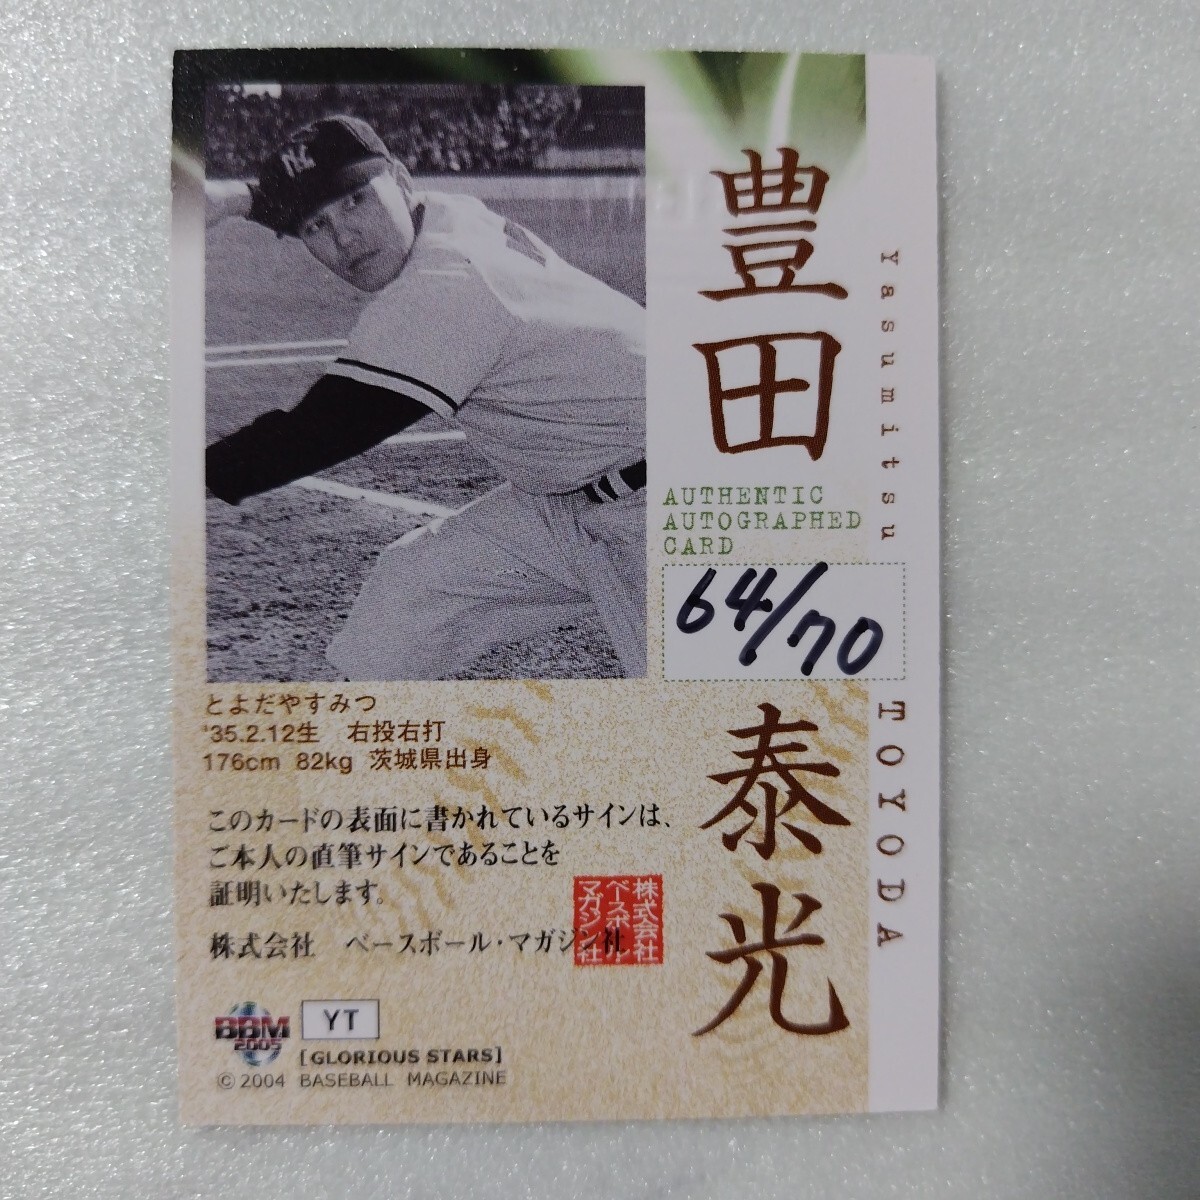 豊田泰光
Yasumitsu TOYODA
AUTHENTIC
AUTOGRAPHED
CARD
64/70
とよだやすみつ
'35.2.12生　右投右打
176cm 82kg 茨城県出身
このカードの表面に書かれているサインは、
ご本人の直筆サインであることを
証明いたします。
株式会社　ベースボール・マガジン社
株式会社
ベースボール・
マガジン社
BBM
2005
YT
[GLORIOUS STARS]
© 2004 BASEBALL MAGAZINE